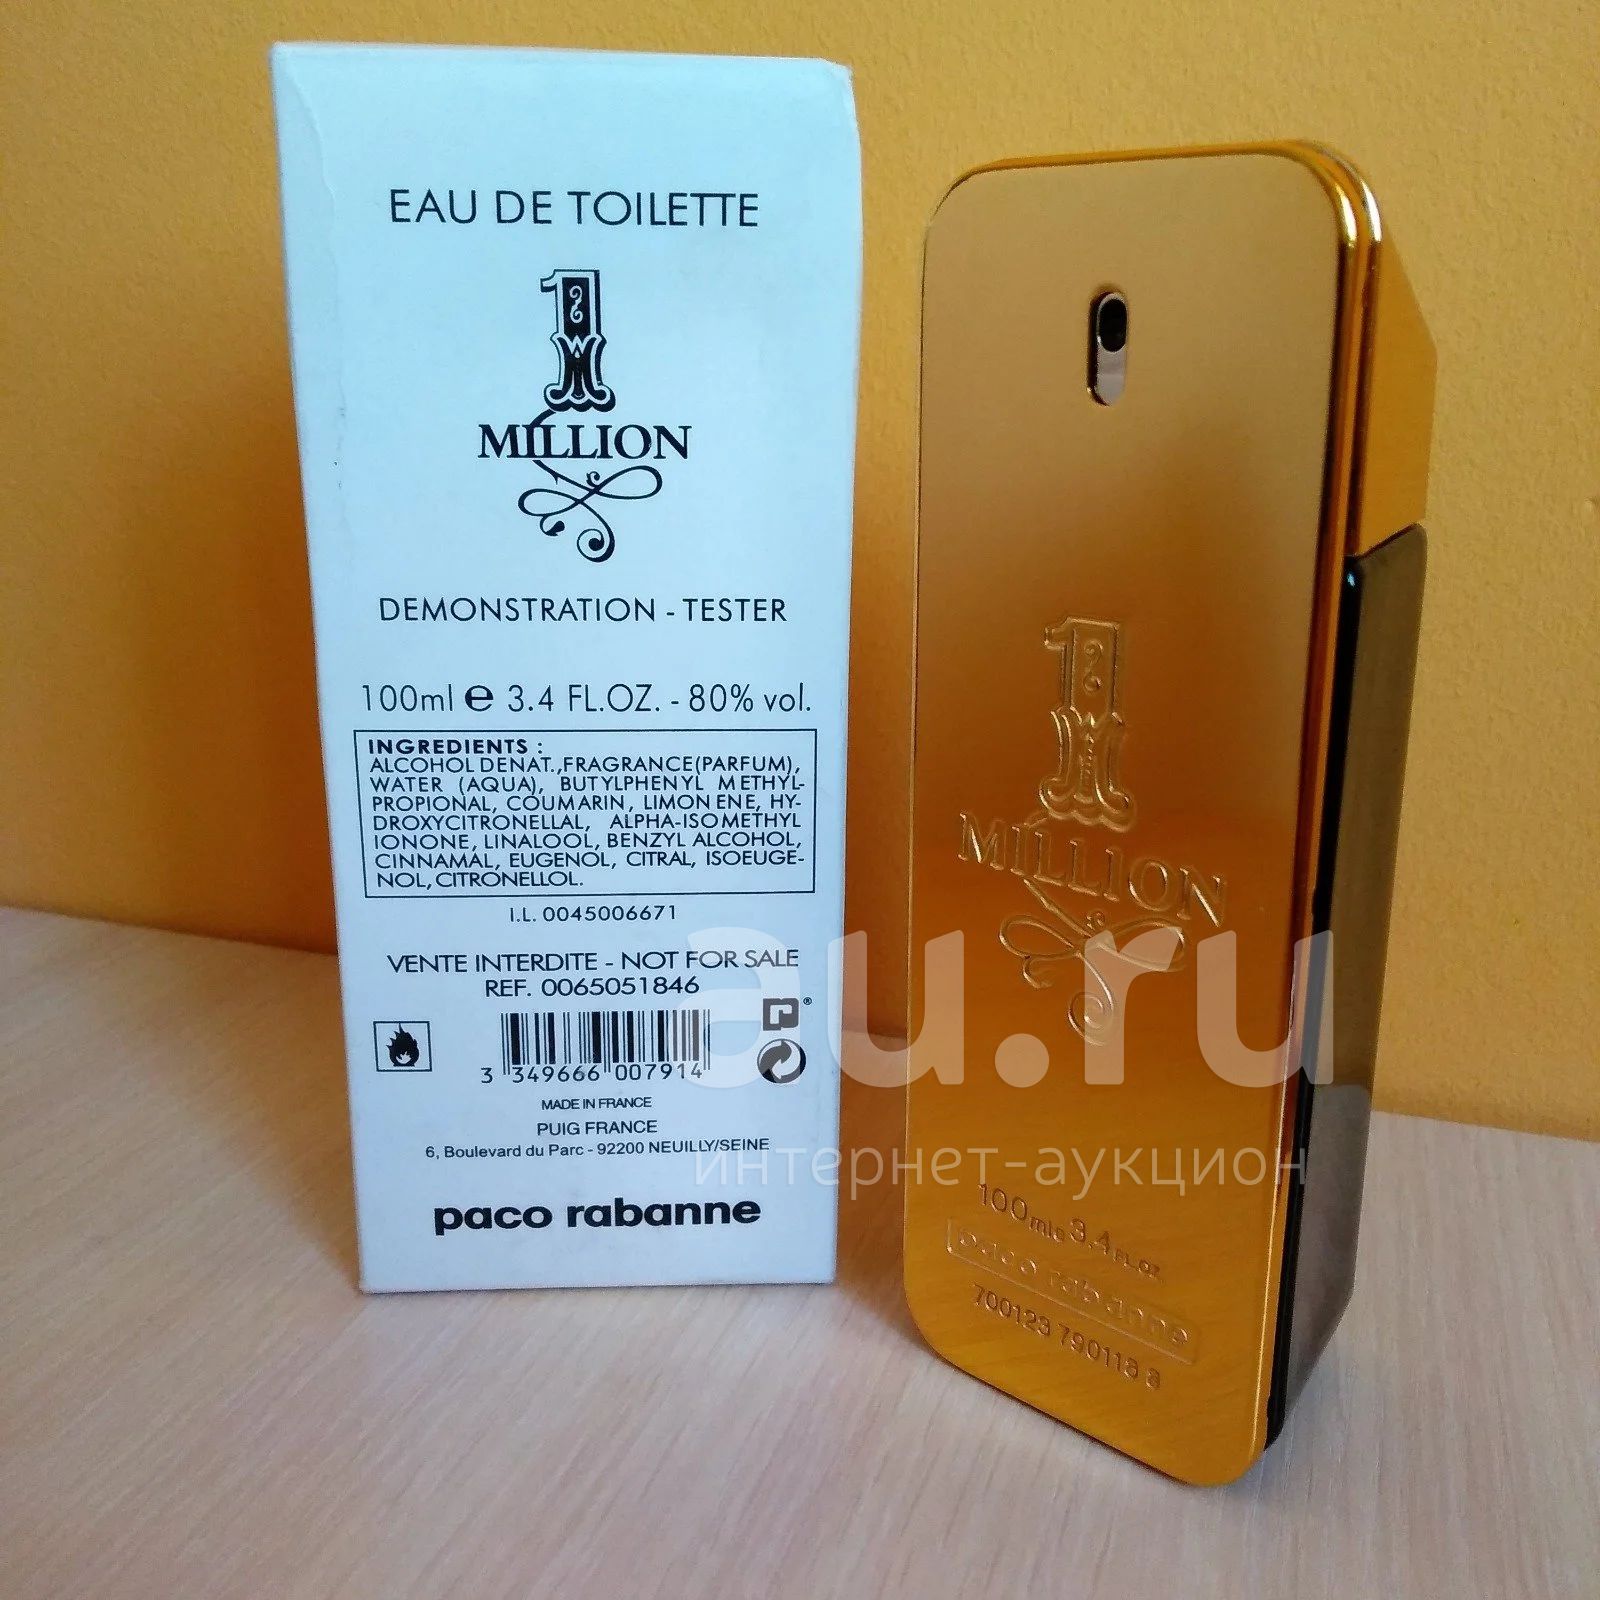 EAU DE TOILETTE
1
MILLION
DEMONSTRATION - TESTER
100ml e 3.4 FL.OZ. - 80% vol.
INGREDIENTS :
ALCOHOL DENAT.,FRAGRANCE(PARFUM),
WATER (AQUA), BUTYLPHENYL METHYL-
PROPIONAL, COUMARIN, LIMONENE, HY-
DROXYCITRONELLAL, ALPHA-ISOMETHYL
IONONE, LINALOOL, BENZYL ALCOHOL,
CINNAMAL, EUGENOL, CITRAL, ISOEUGE-
NOL, CITRONELLOL.
I.L. 0045006671
VENTE INTERDITE - NOT FOR SALE
REF. 0065051846
3 349666 007914
MADE IN FRANCE
PUIG FRANCE
6, Boulevard du Parc - 92200 NEUILLY/SEINE
paco rabanne
1
MILLION
100ml e 3.4 FL.OZ.
paco rabanne
700123 790118 8
au.ru
интернет-аукцион